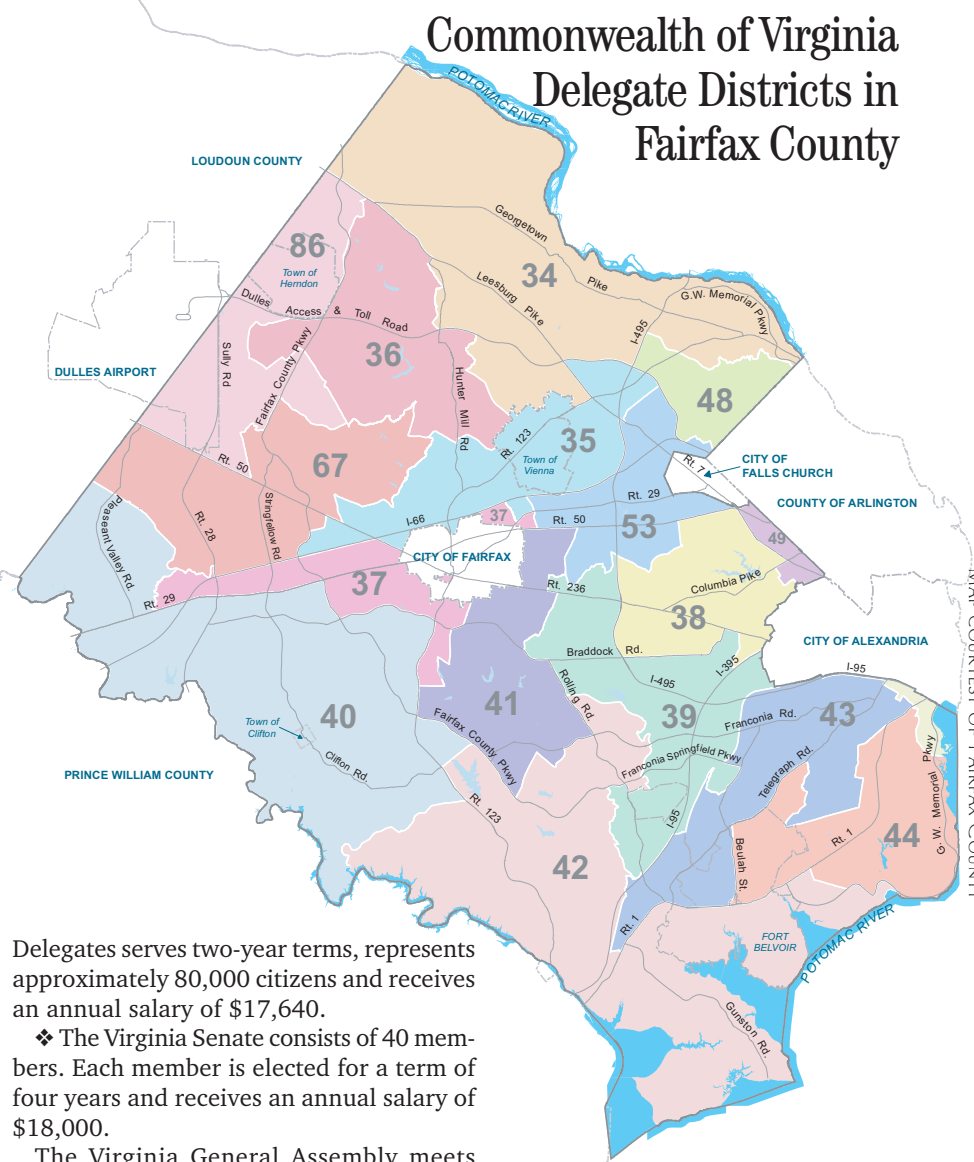 Commonwealth of Virginia
Delegate Districts in
Fairfax County
POTOMAC RIVER
LOUDOUN COUNTY
86
Town of
Herndon
Georgetown
Pike
34
Leesburg
Pike
G.W. Memorial Pkwy
I-495
Dulles
Access & Toll Road
DULLES AIRPORT
Sully Rd
Fairfax County Pkwy
36
Hunter Mill Rd
48
35
Rt. 123
Town of
Vienna
Rt. 7
CITY OF
FALLS CHURCH
COUNTY OF ARLINGTON
Rt. 50
67
Pleaseant Valley Rd.
Rt. 28
Stringfellow Rd
I-66
37
Rt. 29
Rt. 50
53
49
CITY OF FAIRFAX
Rt. 29
37
Rt. 236
Columbia Pike
38
CITY OF ALEXANDRIA
Braddock Rd.
I-395
I-95
I-495
Rolling Rd.
40
41
39
Franconia Rd.
43
Town of
Clifton
Clifton Rd.
Fairfax County Pkwy
Franconia Springfield Pkwy
Telegraph Rd.
PRINCE WILLIAM COUNTY
Rt. 123
I-95
Rt. 1
44
G. W. Memorial Pkwy
Beulah St.
42
Rt. 1
FORT
BELVOIR
POTOMAC RIVER
Gunston Rd.
MAP COURTESY OF FAIRFAX COUNTY
Delegates serves two-year terms, represents
approximately 80,000 citizens and receives
an annual salary of $17,640.
❖ The Virginia Senate consists of 40 mem-
bers. Each member is elected for a term of
four years and receives an annual salary of
$18,000.
The Virginia General Assembly meets